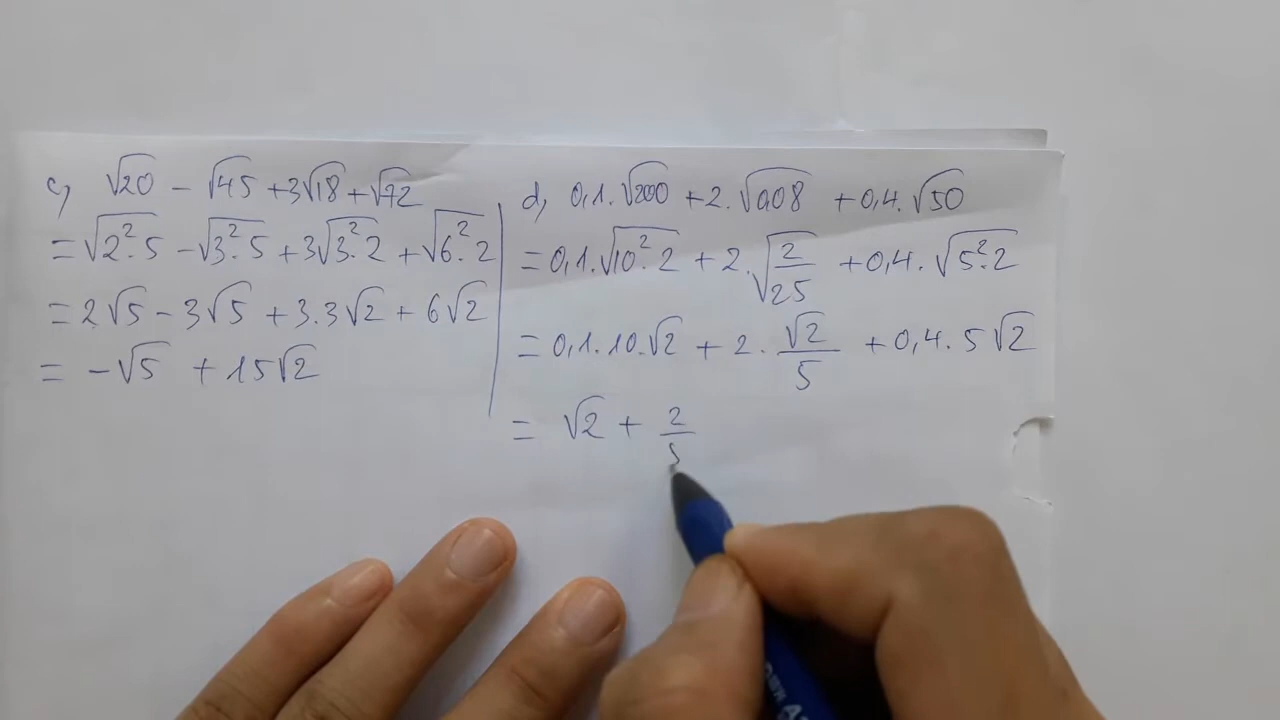 c) √20 − √45 + 3√18 + √72
= √2².5 − √3².5 + 3√3².2 + √6².2
= 2√5 − 3√5 + 3.3√2 + 6√2
= −√5 + 15√2
d) 0,1.√200 + 2.√0,08 + 0,4.√50
= 0,1.√10².2 + 2.√2/25 + 0,4.√5².2
= 0,1.10.√2 + 2.√2/5 + 0,4.5√2
= √2 + 2/5